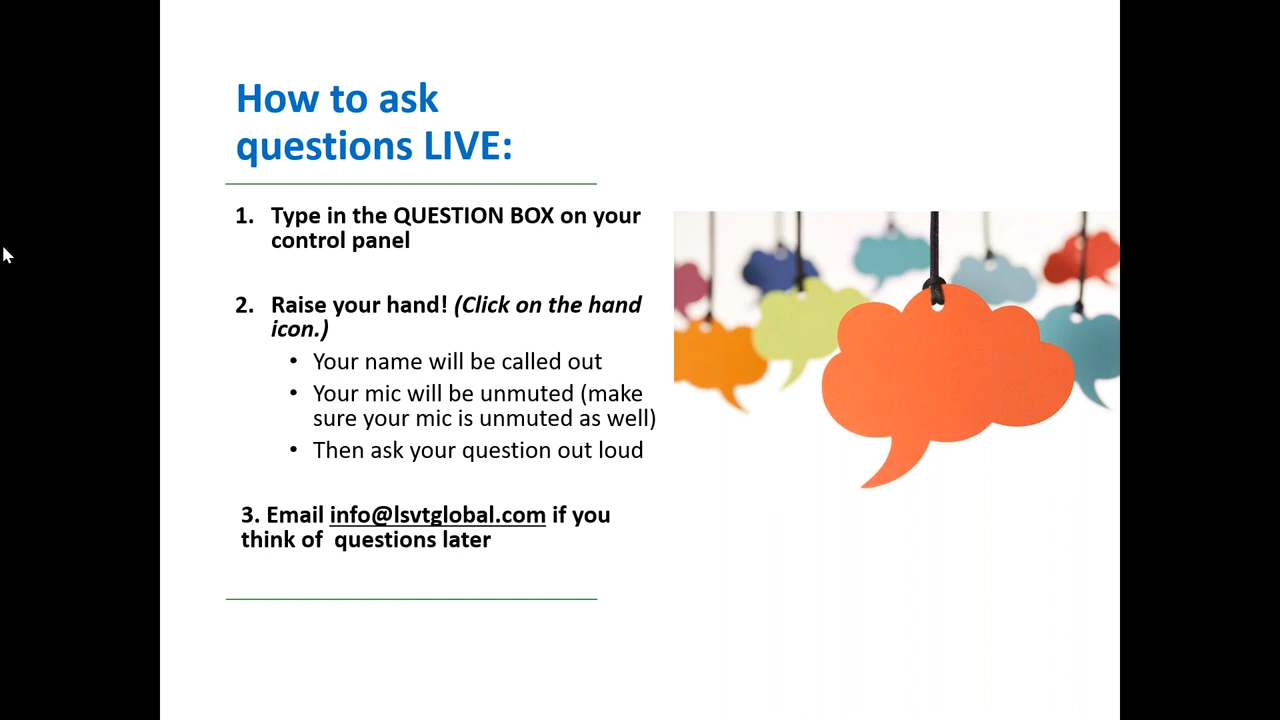 How to ask
questions LIVE:
1. Type in the QUESTION BOX on your
control panel
2. Raise your hand! (Click on the hand
icon.)
• Your name will be called out
• Your mic will be unmuted (make
sure your mic is unmuted as well)
• Then ask your question out loud
3. Email info@lsvtglobal.com if you
think of  questions later